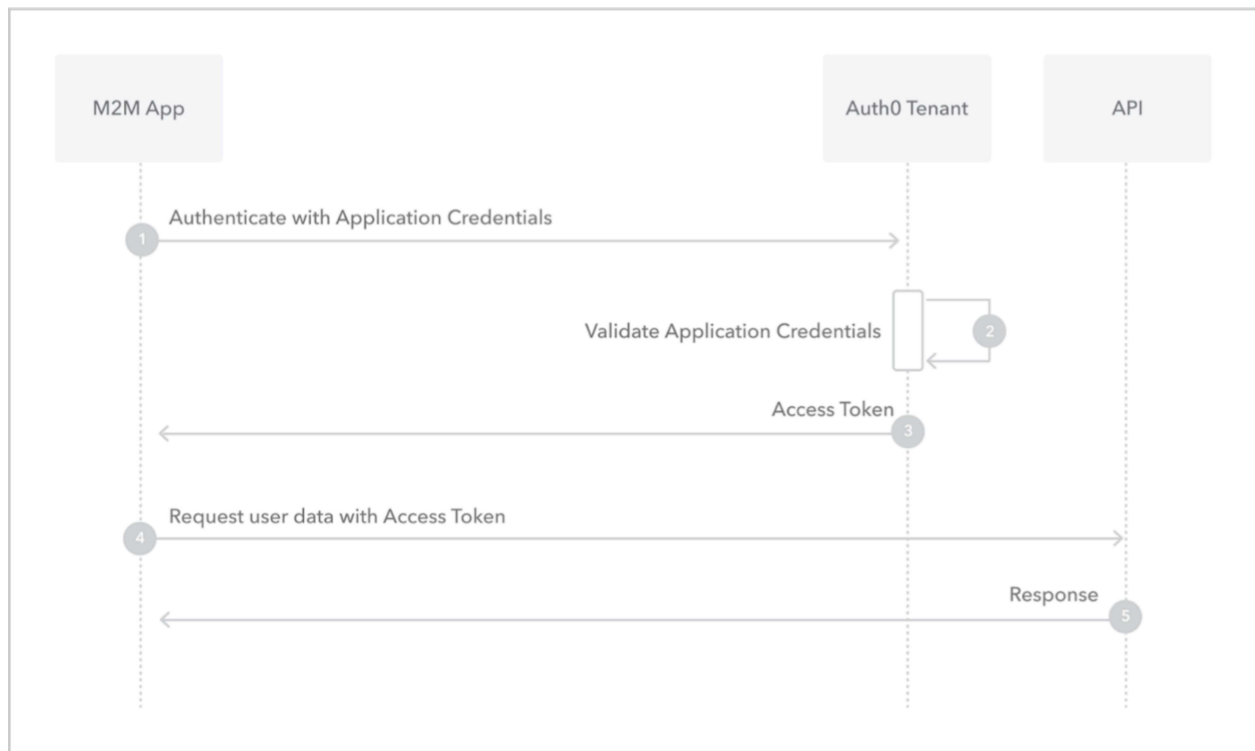 M2M App
Auth0 Tenant
API
Authenticate with Application Credentials
1
Validate Application Credentials
2
Access Token
3
Request user data with Access Token
4
Response
5